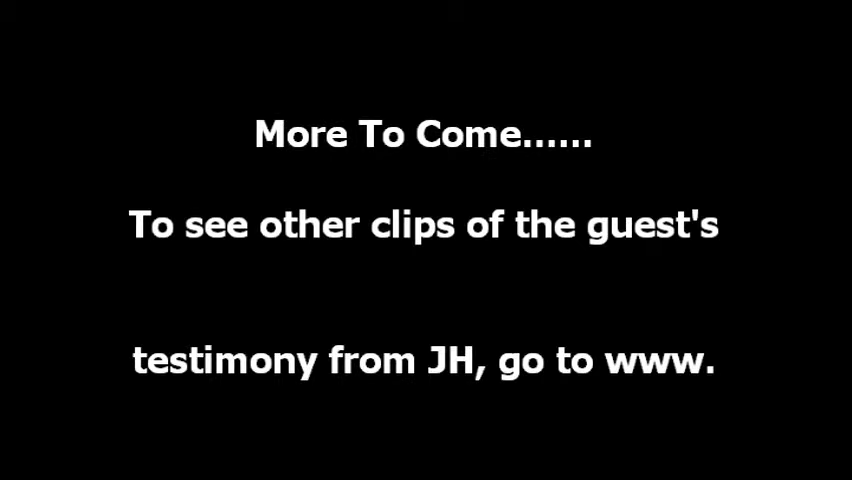 More To Come......
To see other clips of the guest's
testimony from JH, go to www.